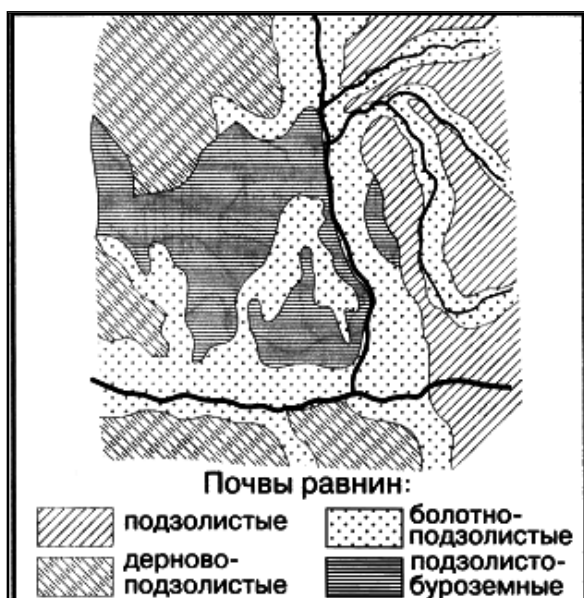 Почвы равнин:
подзолистые
болотно-
подзолистые
дерново-
подзолистые
подзолисто-
буроземные